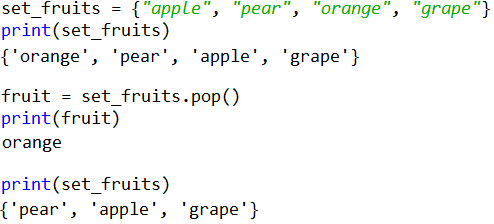 set_fruits = {"apple", "pear", "orange", "grape"}
print(set_fruits)
{'orange', 'pear', 'apple', 'grape'}
fruit = set_fruits.pop()
print(fruit)
orange
print(set_fruits)
{'pear', 'apple', 'grape'}